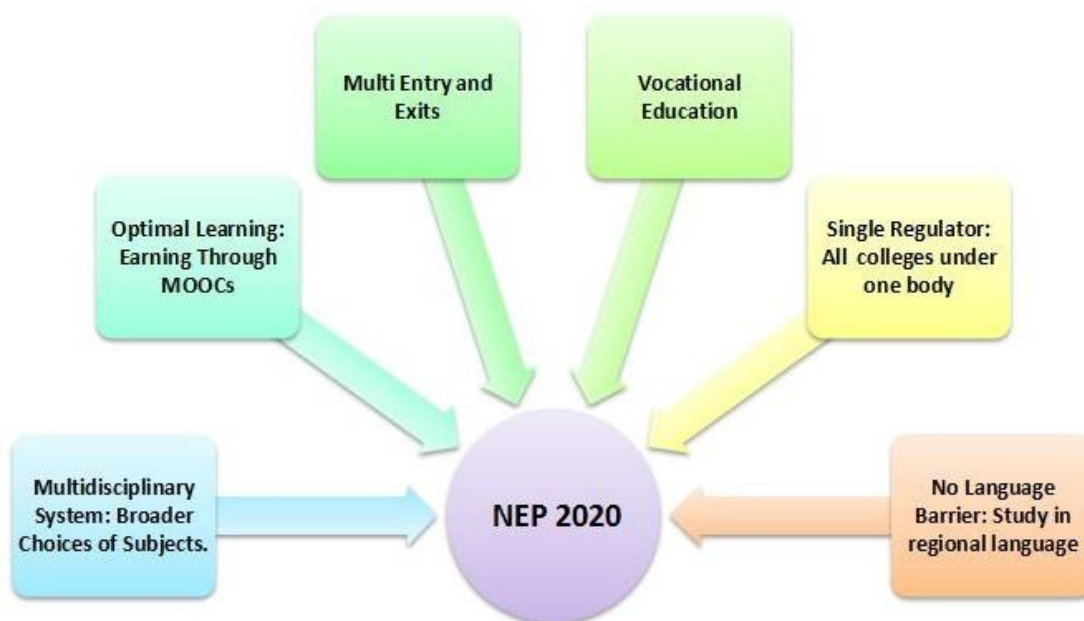 Multi Entry and
Exits
Vocational
Education
Optimal Learning:
Earning Through
MOOCs
Single Regulator:
All colleges under
one body
Multidisciplinary
System: Broader
Choices of Subjects.
NEP 2020
No Language
Barrier: Study in
regional language